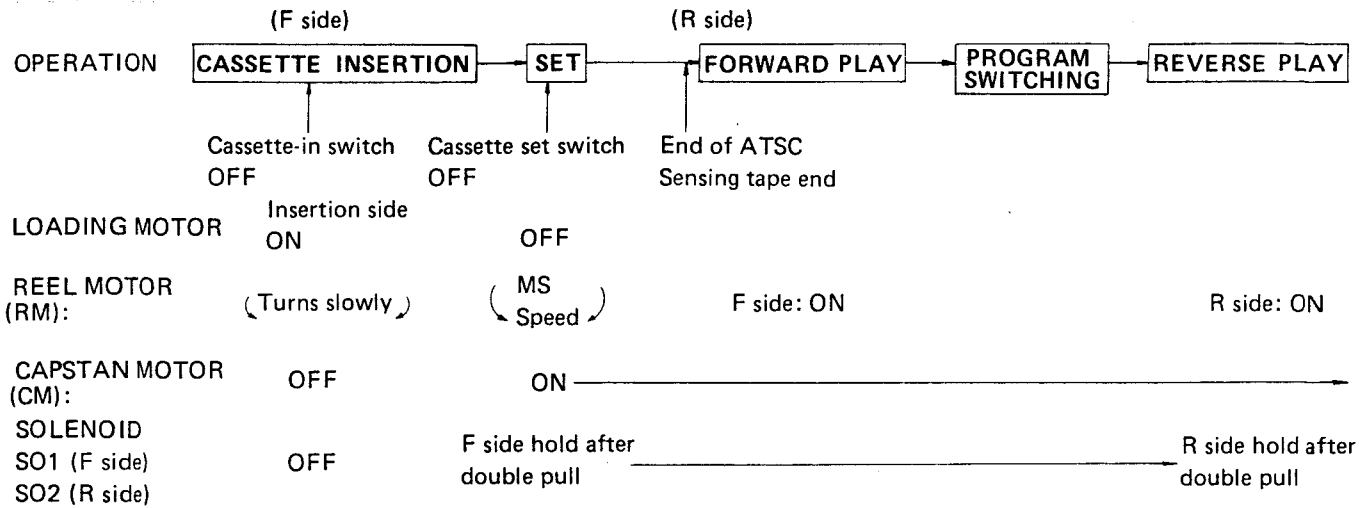 (F side) (R side)
OPERATION CASSETTE INSERTION SET FORWARD PLAY PROGRAM SWITCHING REVERSE PLAY
Cassette-in switch Cassette set switch End of ATSC
OFF OFF Sensing tape end
Insertion side
LOADING MOTOR ON OFF
REEL MOTOR MS
(RM): (Turns slowly) (Speed) F side: ON R side: ON
CAPSTAN MOTOR OFF ON
(CM):
SOLENOID
SO1 (F side) OFF F side hold after R side hold after
SO2 (R side) double pull double pull